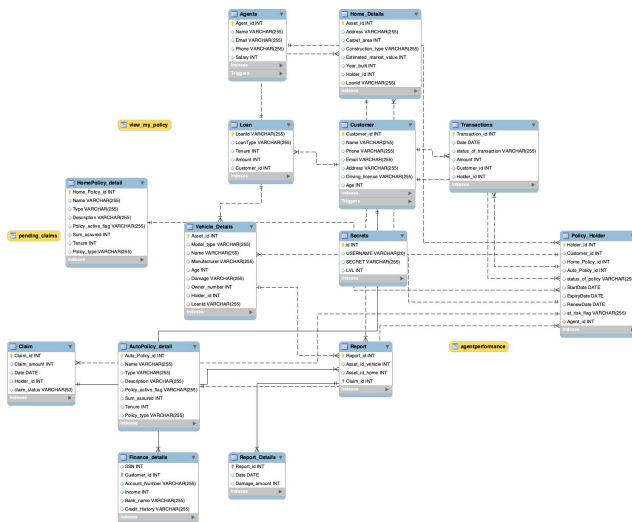 Agents
Agent_id INT
Name VARCHAR(255)
Email VARCHAR(255)
Phone VARCHAR(255)
Salary INT
Indexes
Triggers
Home_Details
Asset_id INT
Address VARCHAR(255)
Carpet_area INT
Construction_type VARCHAR(255)
Estimated_market_value INT
Year_built INT
Holder_id INT
LoanId VARCHAR(255)
Indexes
view_my_policy
Loan
LoanId VARCHAR(255)
LoanType VARCHAR(255)
Tenure INT
Amount INT
Customer_id INT
Indexes
Customer
Customer_id INT
Name VARCHAR(255)
Phone VARCHAR(255)
Email VARCHAR(255)
Address VARCHAR(255)
Driving_license VARCHAR(255)
Age INT
Indexes
Transactions
Transaction_id INT
Date DATE
status_of_transaction VARCHAR(255)
Amount INT
Customer_id INT
Holder_id INT
Indexes
HomePolicy_detail
Home_Policy_id INT
Name VARCHAR(255)
Type VARCHAR(255)
Description VARCHAR(255)
Policy_active_flag VARCHAR(255)
Sum_assured INT
Tenure INT
Policy_type VARCHAR(255)
Indexes
pending_claims
Vehicle_Details
Asset_id INT
Model_type VARCHAR(255)
Name VARCHAR(255)
Manufacturer VARCHAR(255)
Age INT
Damage VARCHAR(255)
Owner_number INT
Holder_id INT
LoanId VARCHAR(255)
Indexes
Secrets
id INT
USERNAME VARCHAR(20)
SECRET VARCHAR(255)
LVL INT
Indexes
Policy_Holder
Holder_id INT
Customer_id INT
Home_Policy_id INT
Auto_Policy_id INT
status_of_policy VARCHAR(255)
StartDate DATE
ExpiryDate DATE
RenewDate DATE
at_risk_flag VARCHAR(255)
Agent_id INT
Indexes
Claim
Claim_id INT
Claim_amount INT
Date DATE
Holder_id INT
claim_status VARCHAR(50)
Indexes
AutoPolicy_detail
Auto_Policy_id INT
Name VARCHAR(255)
Type VARCHAR(255)
Description VARCHAR(255)
Policy_active_flag VARCHAR(255)
Sum_assured INT
Tenure INT
Policy_type VARCHAR(255)
Indexes
Report
Report_id INT
Asset_id_vehicle INT
Asset_id_home INT
Claim_id INT
Indexes
agentperformance
Finance_details
SSN INT
Customer_id INT
Account_Number VARCHAR(255)
Income INT
Bank_name VARCHAR(255)
Credit_History VARCHAR(255)
Indexes
Report_Details
Report_id INT
Date DATE
Damage_amount INT
Indexes